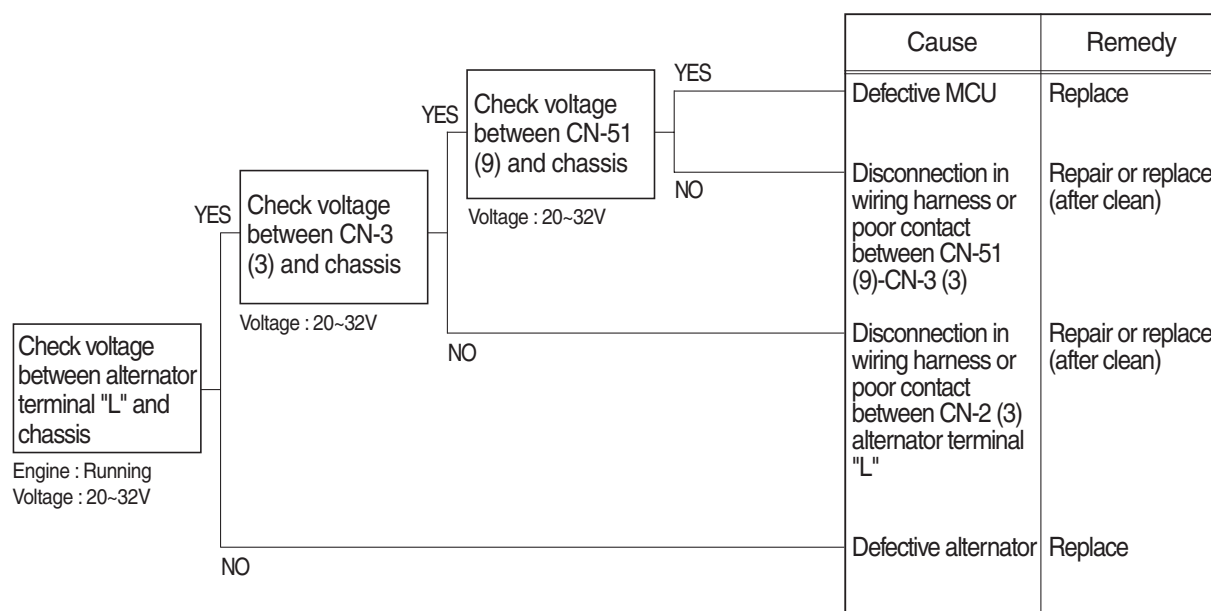 Cause
Remedy
YES
Defective MCU
Replace
Check voltage
between CN-51
(9) and chassis
YES
Voltage : 20~32V
NO
Disconnection in
wiring harness or
poor contact
between CN-51
(9)-CN-3 (3)
Repair or replace
(after clean)
YES
Check voltage
between CN-3
(3) and chassis
Voltage : 20~32V
NO
Disconnection in
wiring harness or
poor contact
between CN-2 (3)
alternator terminal
"L"
Repair or replace
(after clean)
Check voltage
between alternator
terminal "L" and
chassis
Engine : Running
Voltage : 20~32V
NO
Defective alternator
Replace